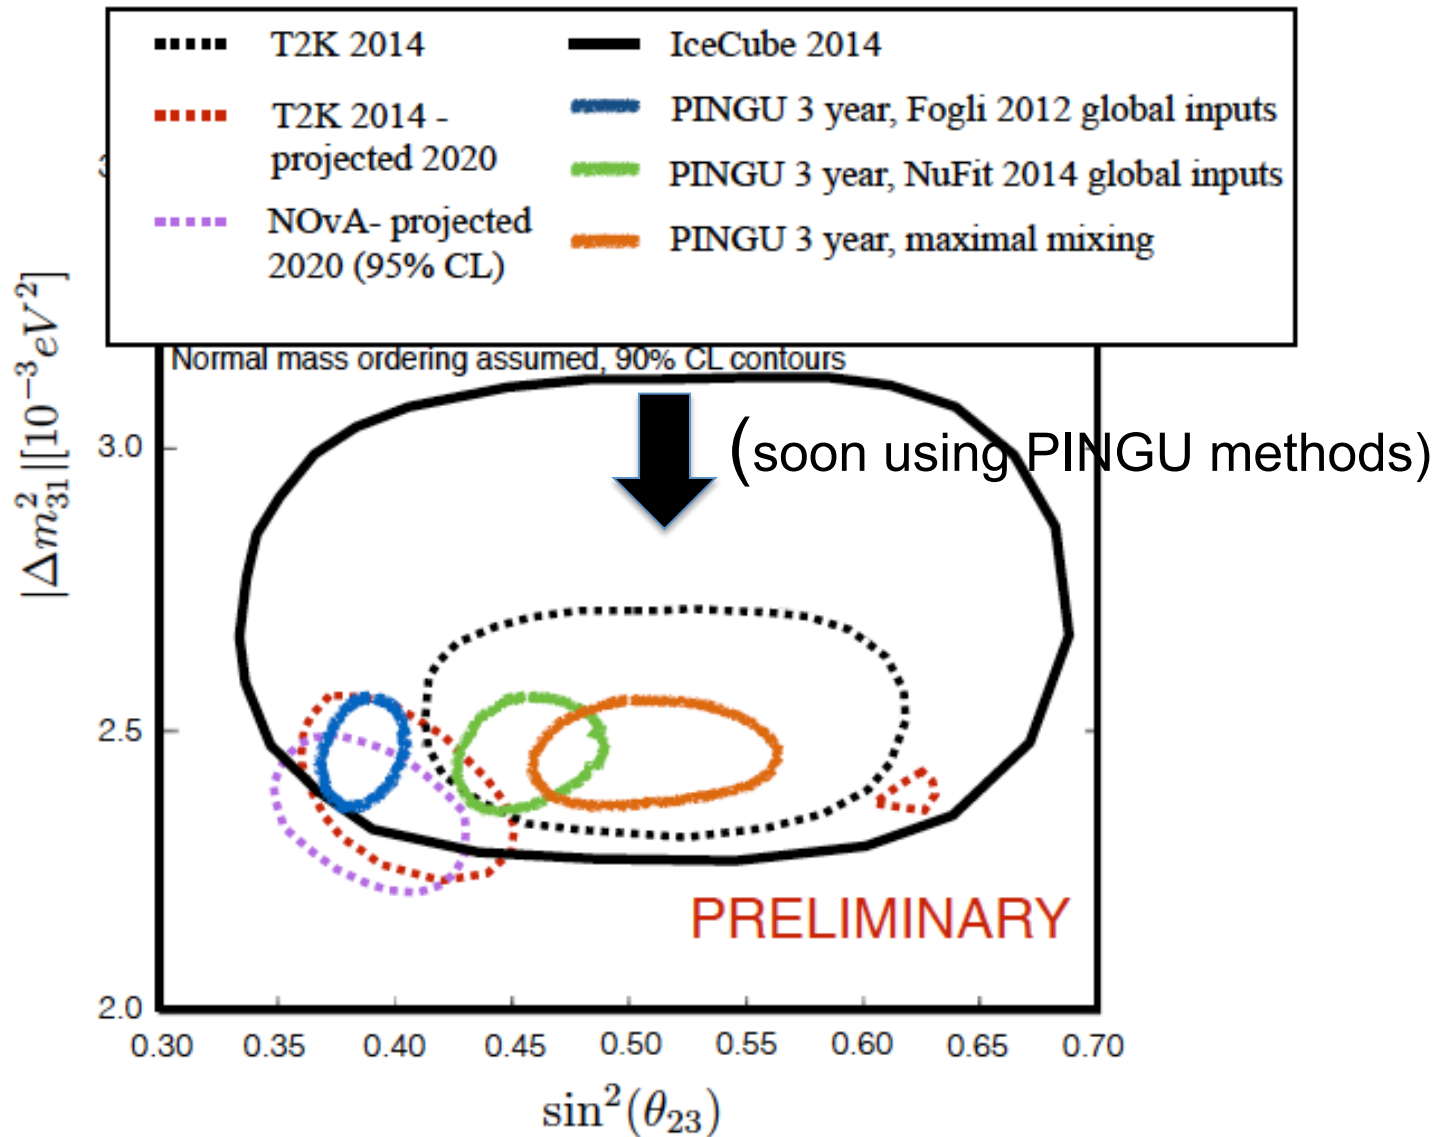 T2K 2014
T2K 2014 -
projected 2020
NOvA- projected
2020 (95% CL)
IceCube 2014
PINGU 3 year, Fogli 2012 global inputs
PINGU 3 year, NuFit 2014 global inputs
PINGU 3 year, maximal mixing
Normal mass ordering assumed, 90% CL contours
(soon using PINGU methods)
|Δm²₃₁|[10⁻³eV²]
3.0
2.5
2.0
PRELIMINARY
0.30 0.35 0.40 0.45 0.50 0.55 0.60 0.65 0.70
sin²(θ₂₃)